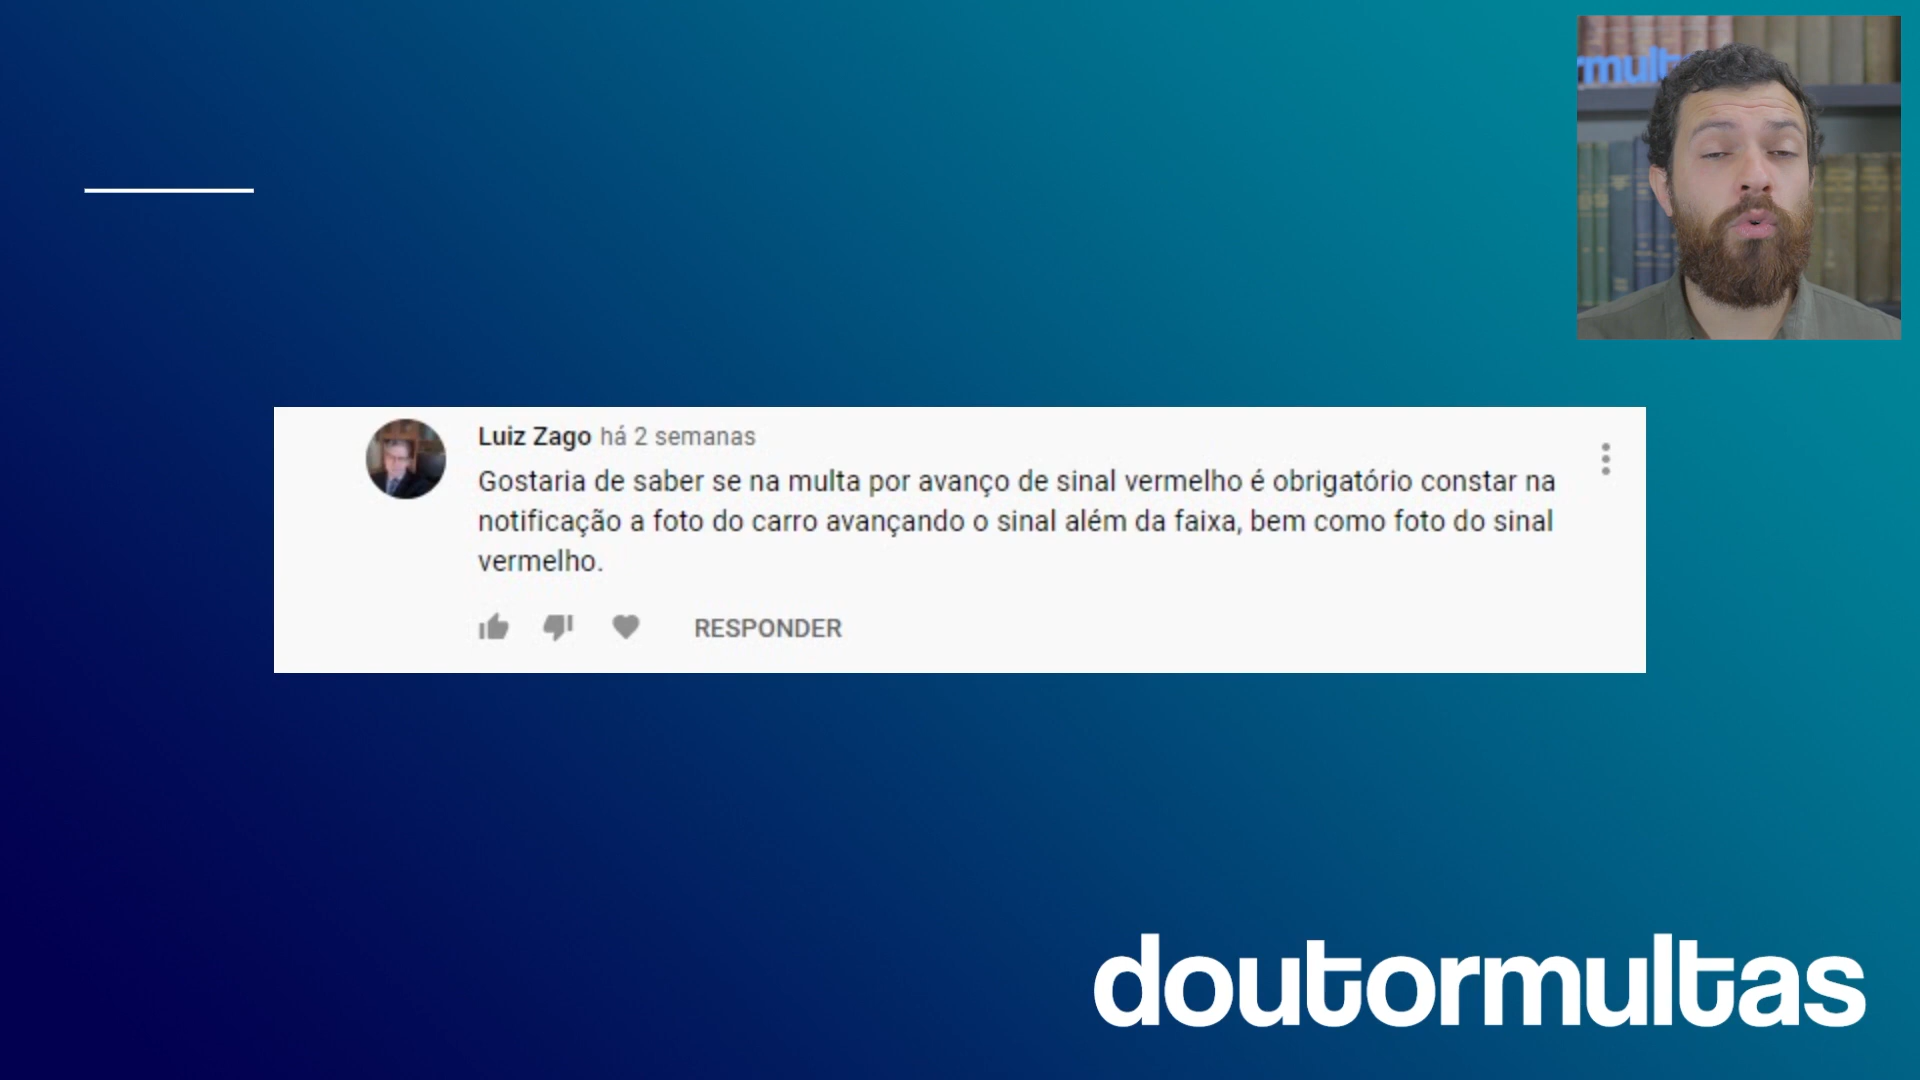 rmult
Luiz Zago há 2 semanas
Gostaria de saber se na multa por avanço de sinal vermelho é obrigatório constar na
notificação a foto do carro avançando o sinal além da faixa, bem como foto do sinal
vermelho.
RESPONDER
doutormultas